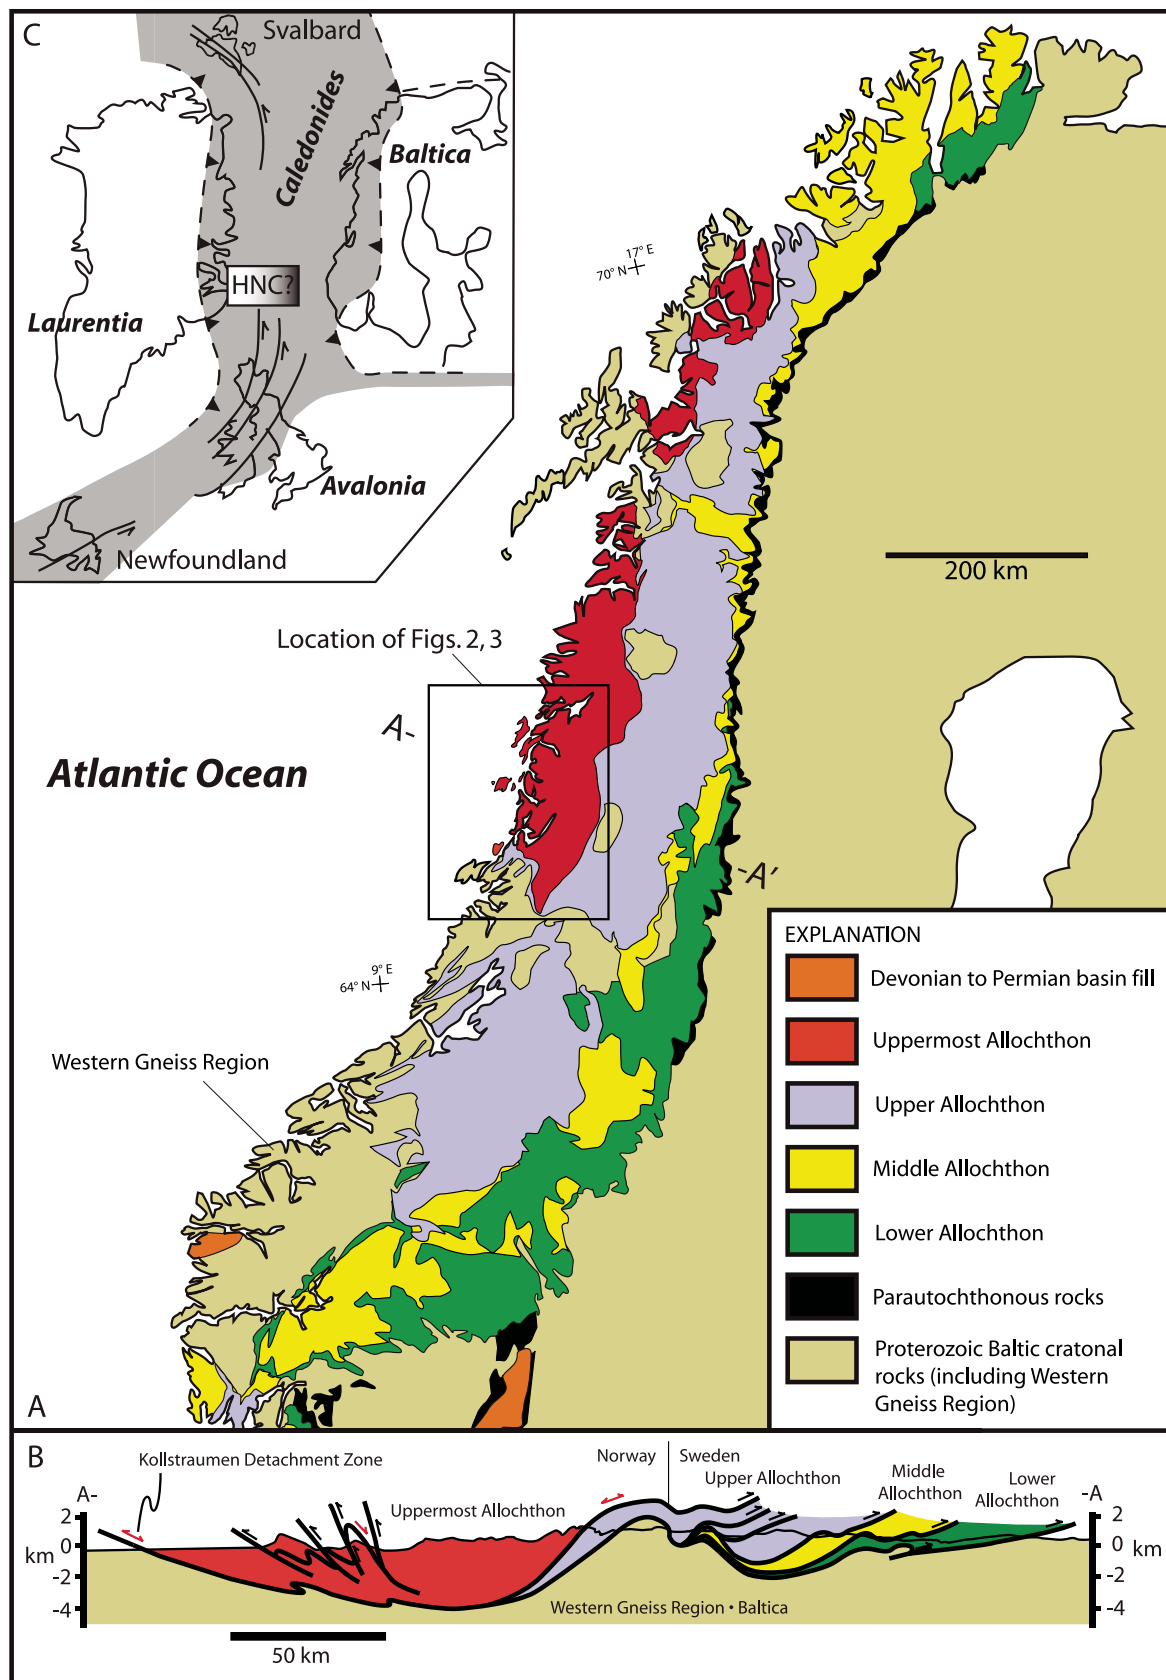 C
Svalbard
Caledonides
Baltica
HNC?
Laurentia
Avalonia
Newfoundland
17° E
70° N
200 km
Location of Figs. 2, 3
A-
Atlantic Ocean
-A'
9° E
64° N
Western Gneiss Region
EXPLANATION
Devonian to Permian basin fill
Uppermost Allochthon
Upper Allochthon
Middle Allochthon
Lower Allochthon
Parautochthonous rocks
Proterozoic Baltic cratonal
rocks (including Western
Gneiss Region)
A
B
Kollstraumen Detachment Zone
Norway
Sweden
Upper Allochthon
Middle
Allochthon
Lower
Allochthon
A-
Uppermost Allochthon
-A
2
0
-2
-4
km
2
0
-2
-4
km
Western Gneiss Region • Baltica
50 km